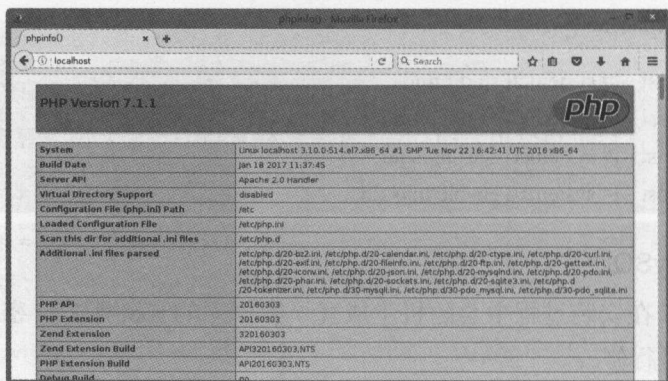 phpinfo() - Mozilla Firefox
phpinfo()
localhost
Search
PHP Version 7.1.1
php
System Linux localhost 3.10.0-514.el7.x86_64 #1 SMP Tue Nov 22 16:42:41 UTC 2016 x86_64
Build Date Jan 18 2017 11:37:45
Server API Apache 2.0 Handler
Virtual Directory Support disabled
Configuration File (php.ini) Path /etc
Loaded Configuration File /etc/php.ini
Scan this dir for additional .ini files /etc/php.d
Additional .ini files parsed /etc/php.d/20-bz2.ini, /etc/php.d/20-calendar.ini, /etc/php.d/20-ctype.ini, /etc/php.d/20-curl.ini,
/etc/php.d/20-exif.ini, /etc/php.d/20-fileinfo.ini, /etc/php.d/20-ftp.ini, /etc/php.d/20-gettext.ini,
/etc/php.d/20-iconv.ini, /etc/php.d/20-json.ini, /etc/php.d/20-mysqlnd.ini, /etc/php.d/20-pdo.ini,
/etc/php.d/20-phar.ini, /etc/php.d/20-sockets.ini, /etc/php.d/20-sqlite3.ini, /etc/php.d
/20-tokenizer.ini, /etc/php.d/30-mysqli.ini, /etc/php.d/30-pdo_mysql.ini, /etc/php.d/30-pdo_sqlite.ini
PHP API 20160303
PHP Extension 20160303
Zend Extension 320160303
Zend Extension Build API320160303,NTS
PHP Extension Build API20160303,NTS
Debug Build no